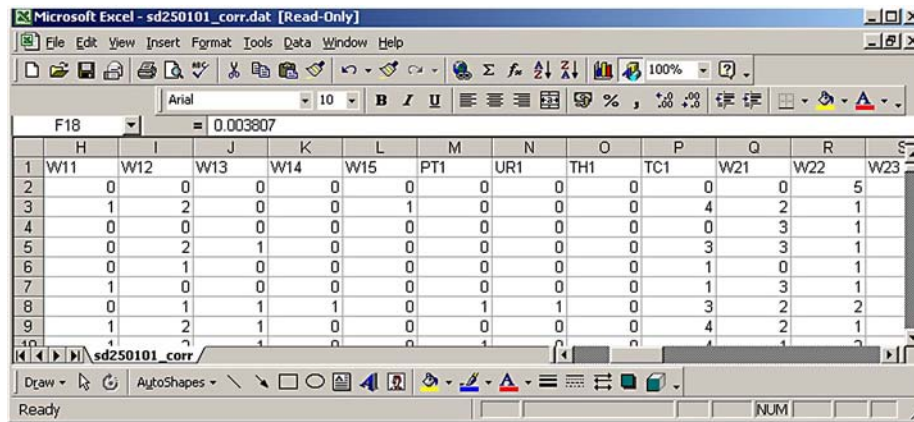 Microsoft Excel - sd250101_corr.dat [Read-Only]
File Edit View Insert Format Tools Data Window Help
100%
Arial 10 B I U $ % ,
F18 = 0.003807
H I J K L M N O P Q R S
1 W11 W12 W13 W14 W15 PT1 UR1 TH1 TC1 W21 W22 W23
2 0 0 0 0 0 0 0 0 0 0 5
3 1 2 0 0 1 0 0 0 4 2 1
4 0 0 0 0 0 0 0 0 0 3 1
5 0 2 1 0 0 0 0 0 3 3 1
6 0 1 0 0 0 0 0 0 1 0 1
7 1 0 0 0 0 0 0 0 1 3 1
8 0 1 1 1 0 1 1 0 3 2 2
9 1 2 1 0 0 0 0 0 4 2 1
sd250101_corr
Draw AutoShapes
Ready NUM